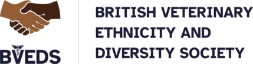 BRITISH VETERINARY
ETHNICITY AND
DIVERSITY SOCIETY
BVEDS